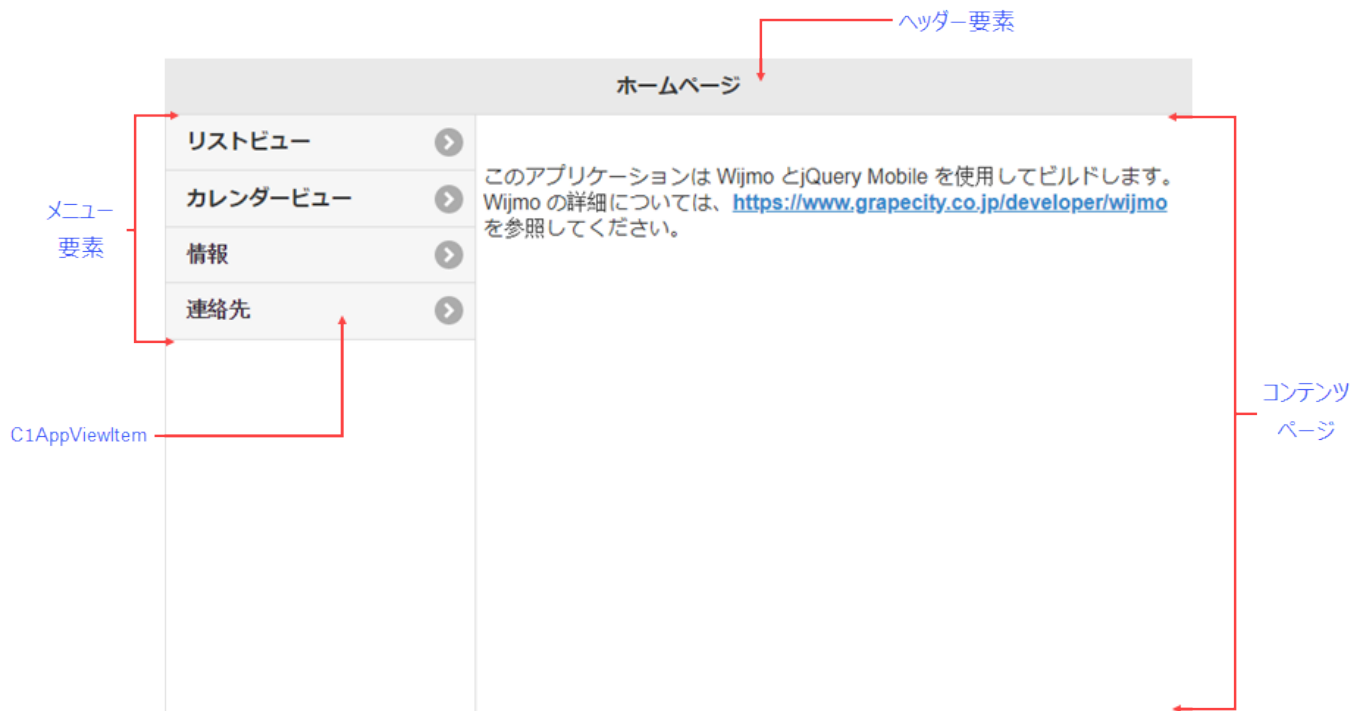 ヘッダー要素
ホームページ
リストビュー
カレンダービュー
情報
連絡先
このアプリケーションは Wijmo とjQuery Mobile を使用してビルドします。
Wijmo の詳細については、https://www.grapecity.co.jp/developer/wijmo
を参照してください。
メニュー
要素
C1AppViewItem
コンテンツ
ページ